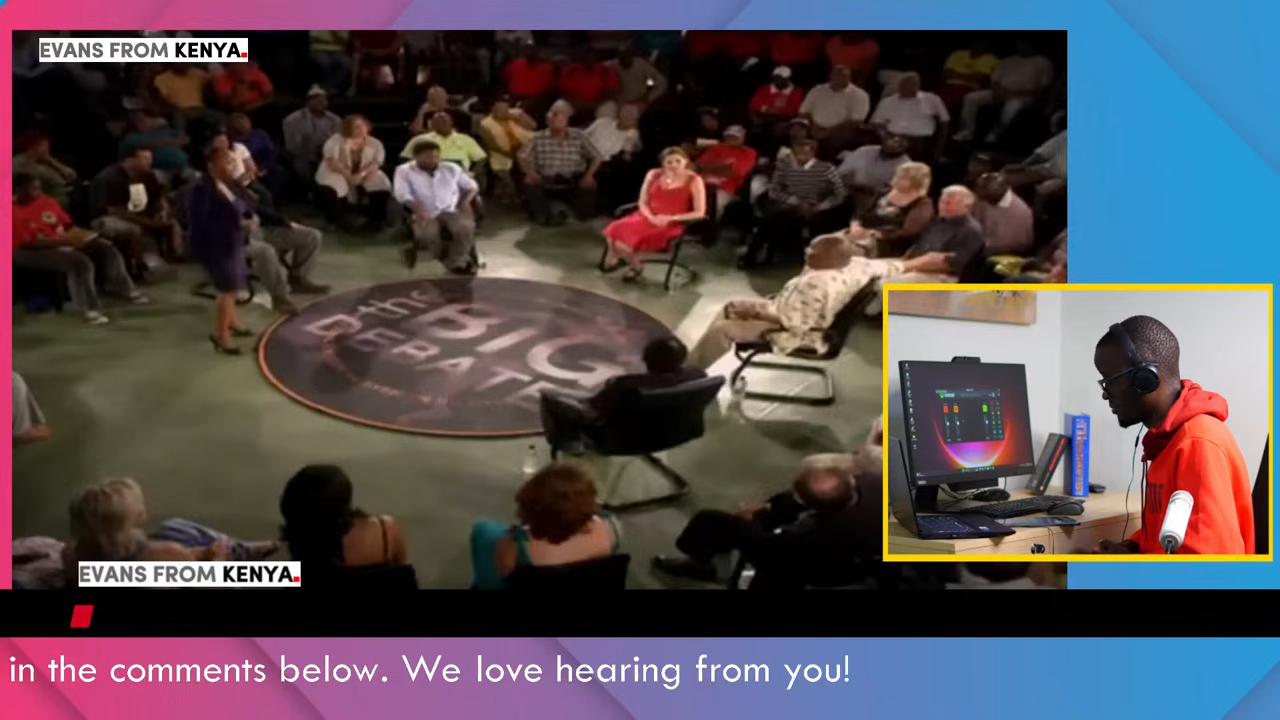 EVANS FROM KENYA.
the
BIG
DEBATE
EVANS FROM KENYA.
in the comments below. We love hearing from you!